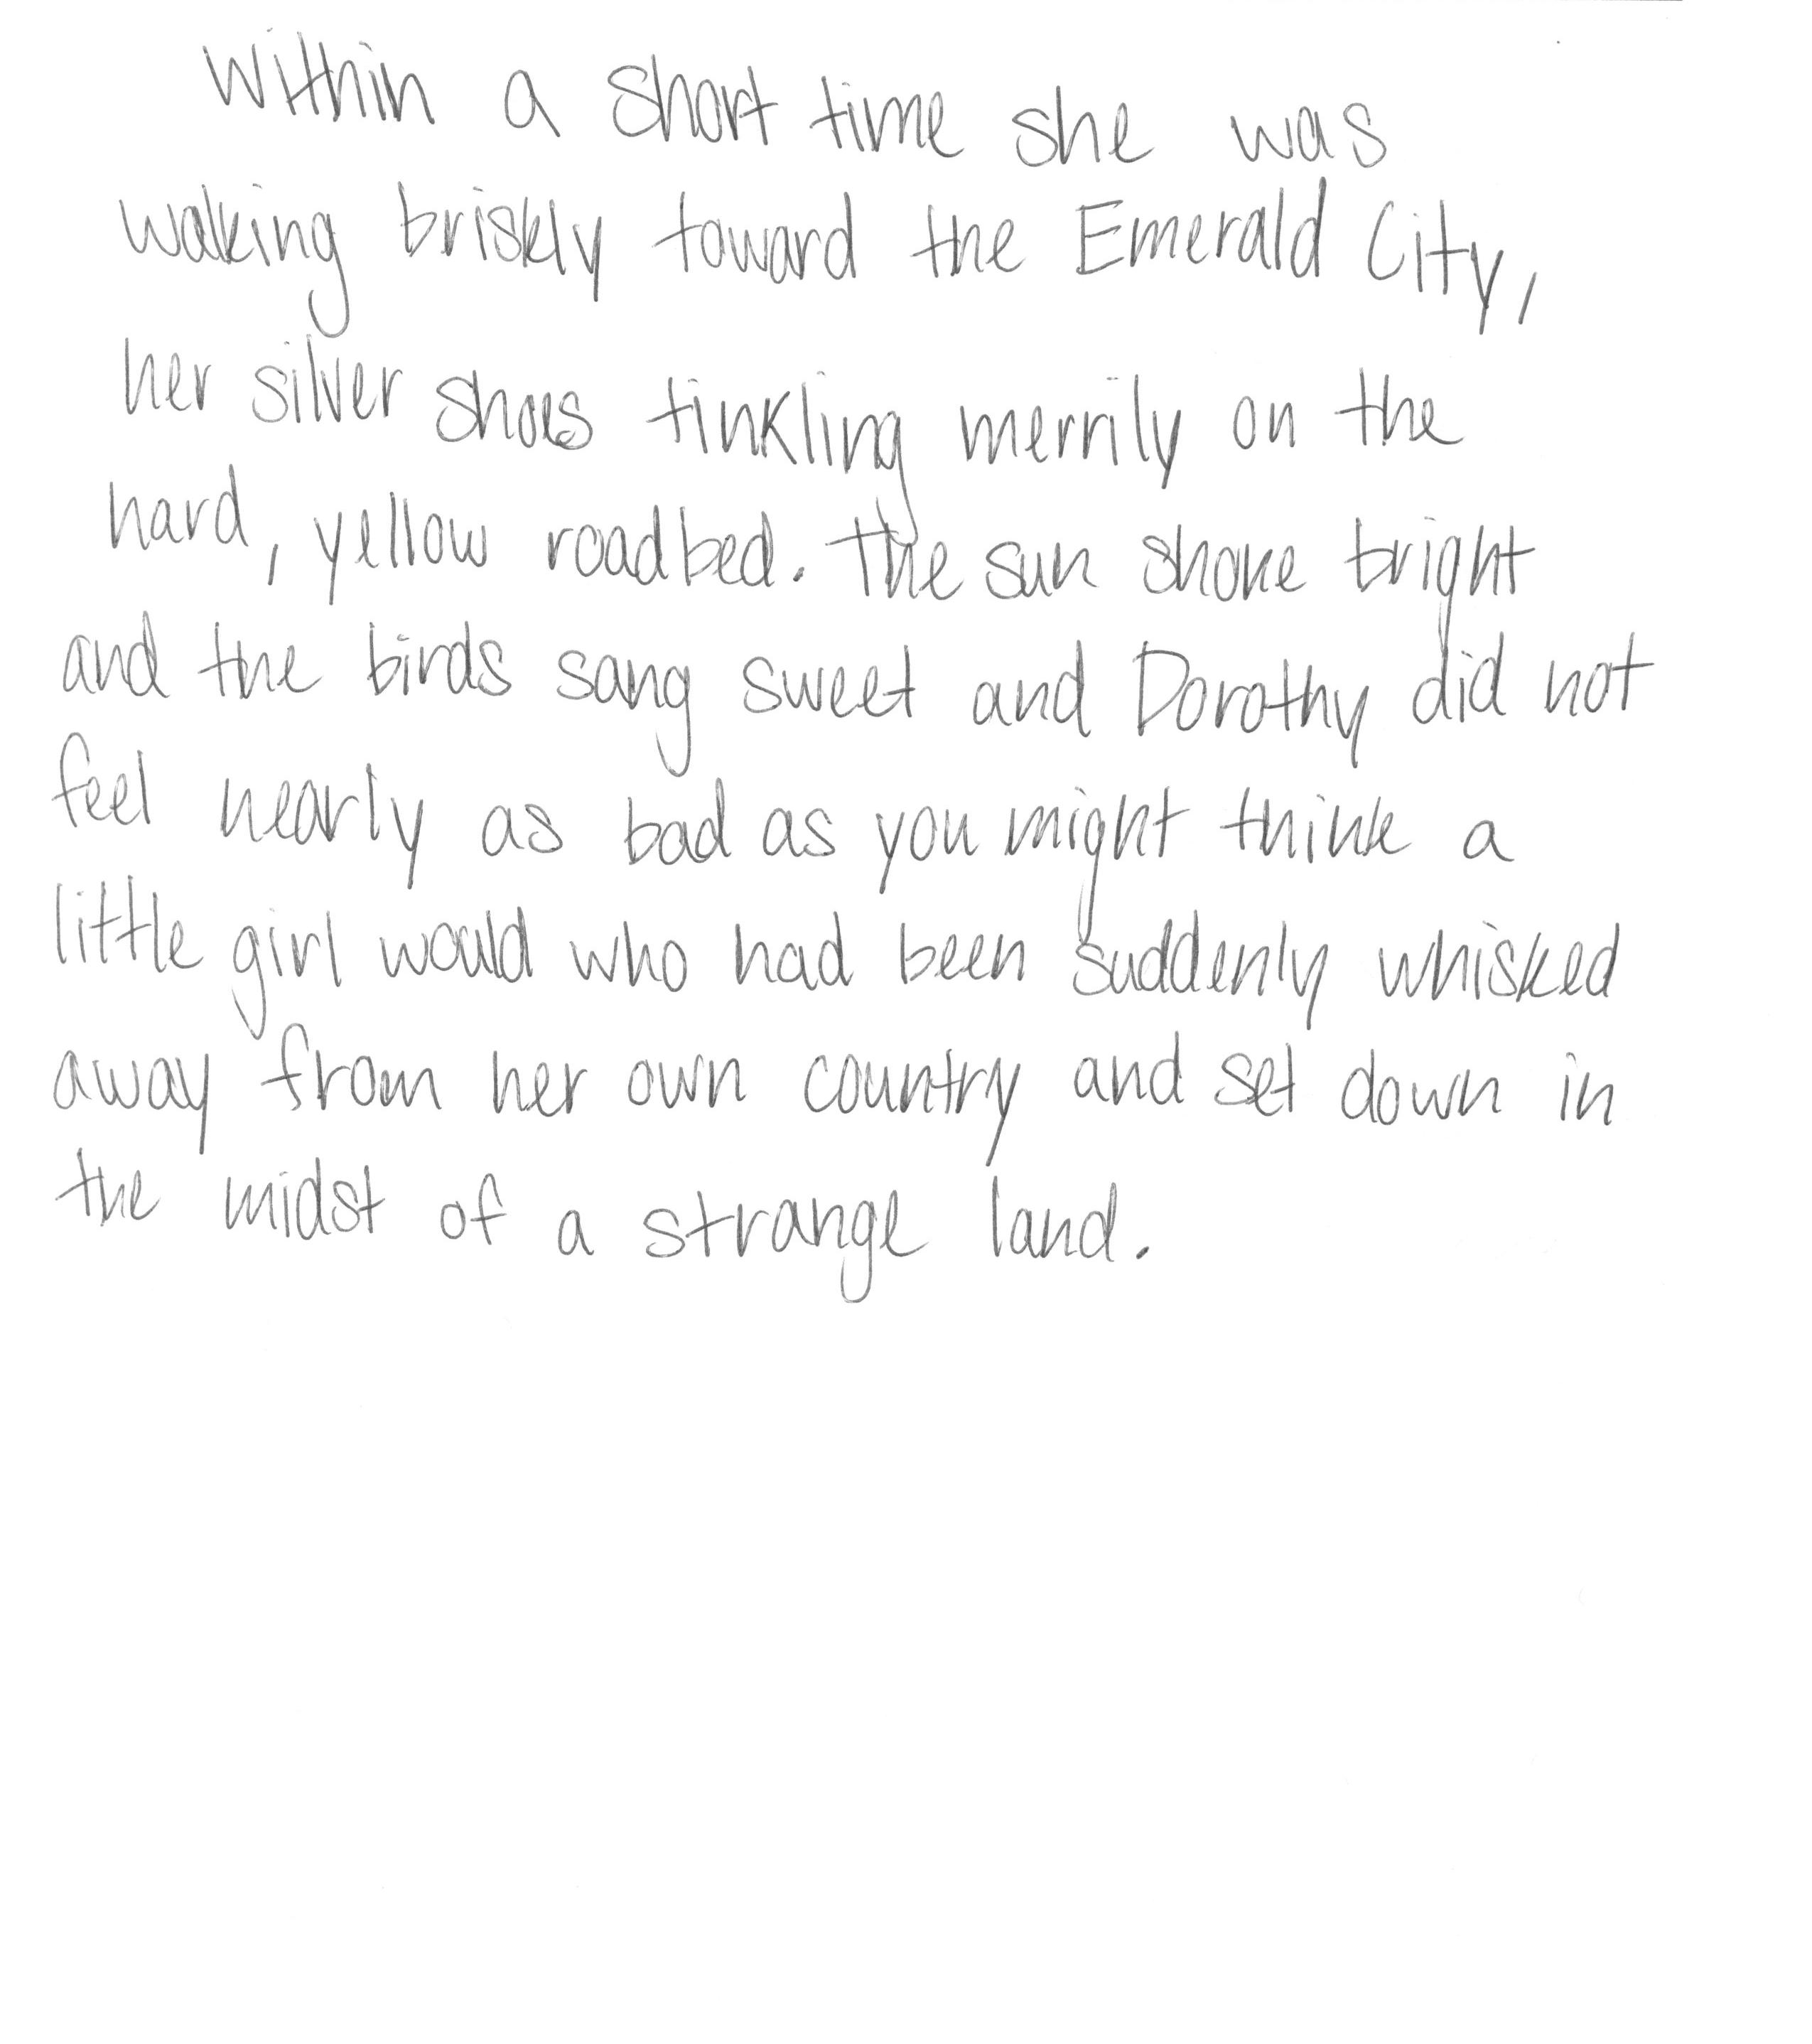 Within a short time she was
walking briskly toward the Emerald City,
her silver shoes tinkling merrily on the
hard, yellow roadbed. The sun shone bright
and the birds sang sweet and Dorothy did not
feel nearly as bad as you might think a
little girl would who had been suddenly whisked
away from her own country and set down in
the midst of a strange land.